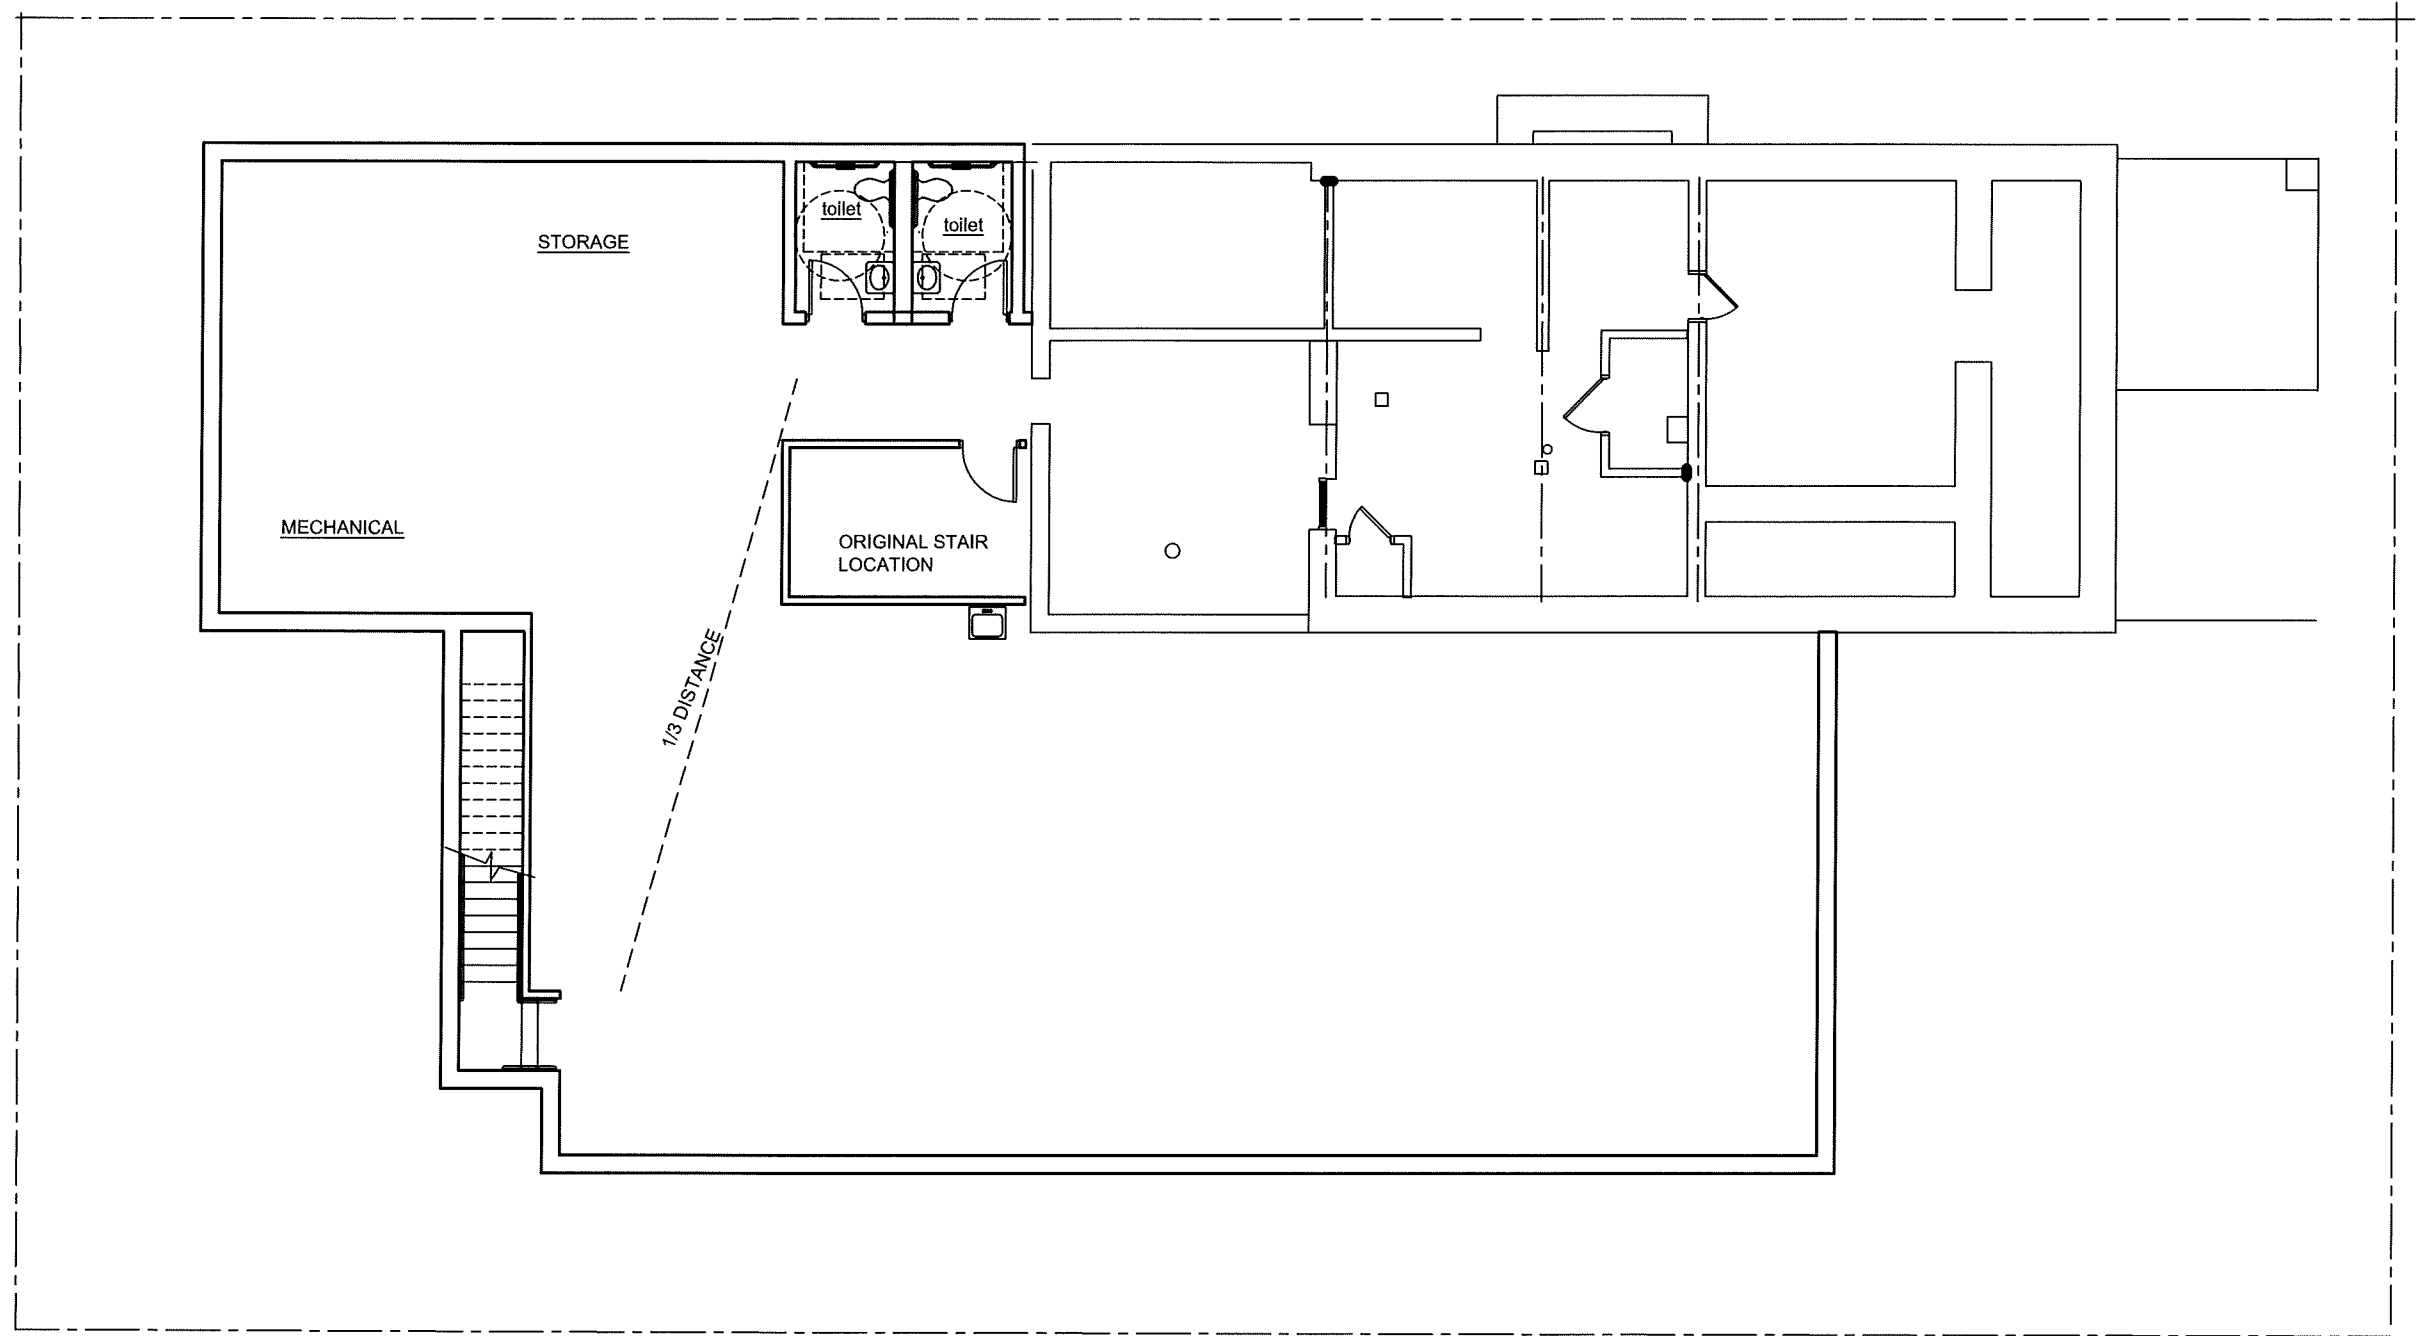 toilet
toilet
STORAGE
MECHANICAL
ORIGINAL STAIR
LOCATION
1/3 DISTANCE